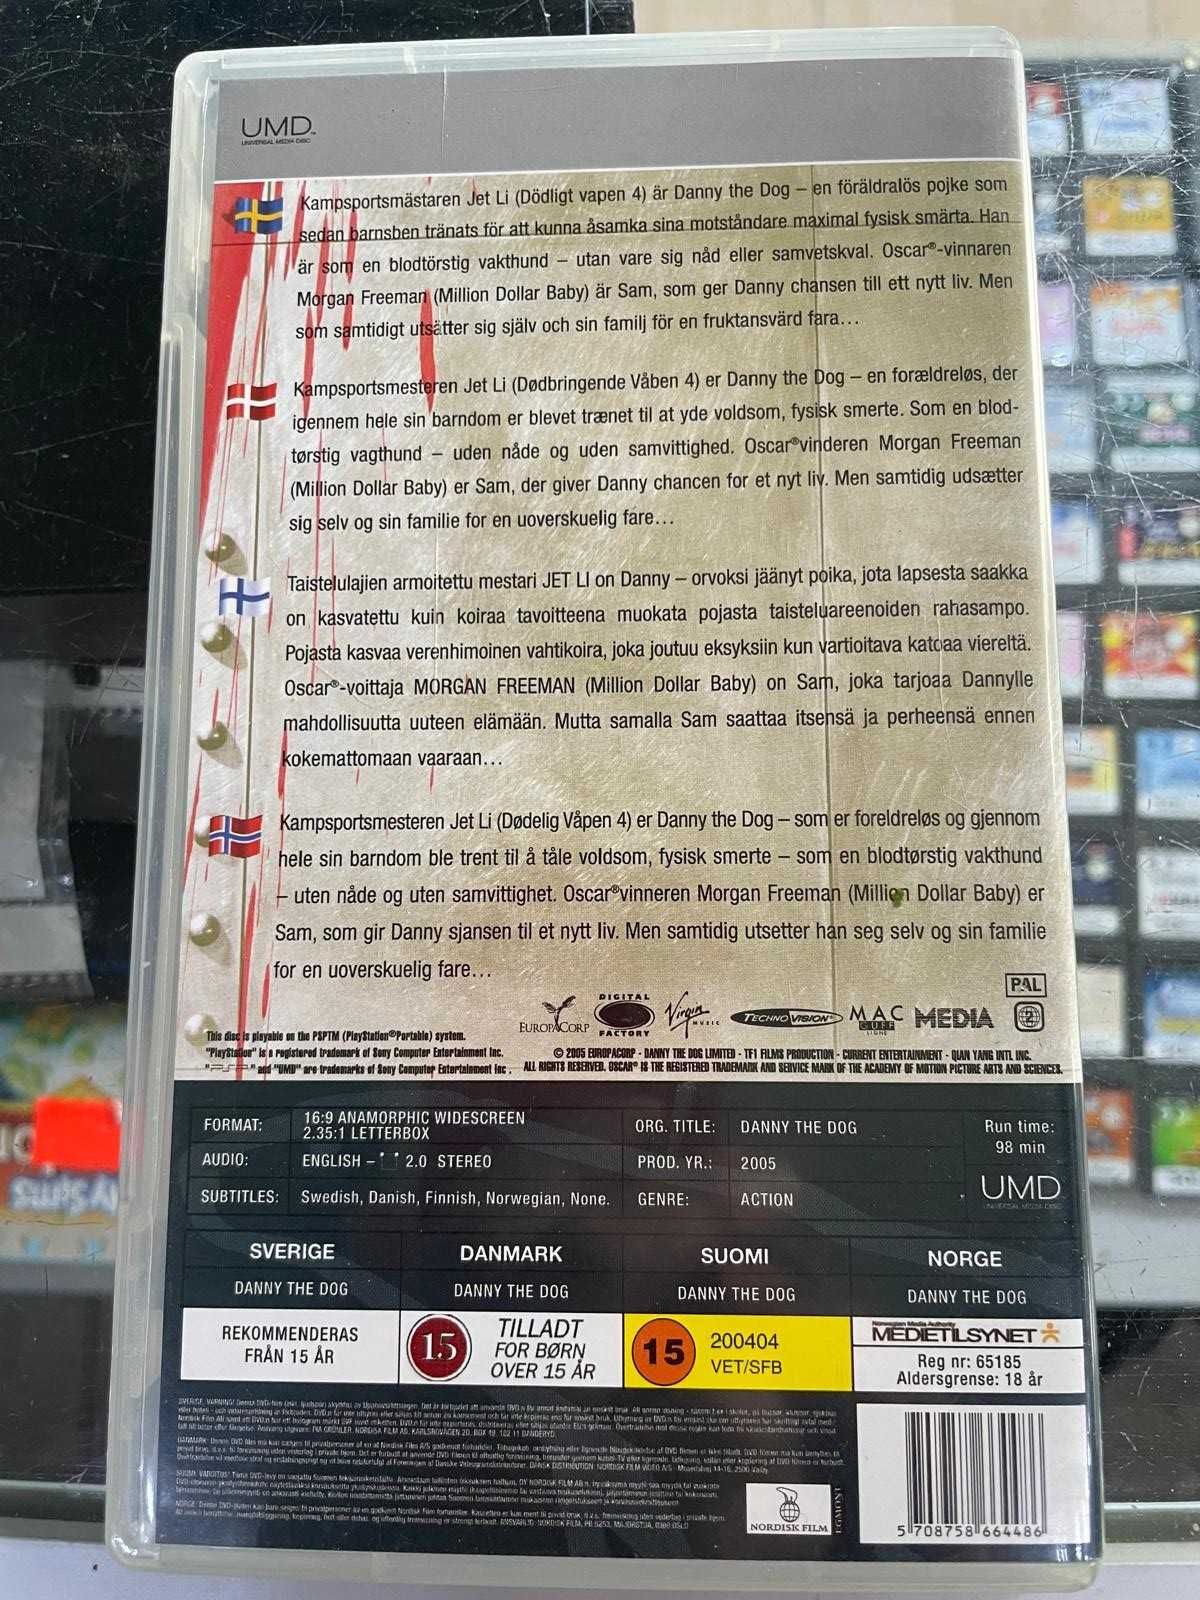 UMD™
UNIVERSAL MEDIA DISC
Kampsportsmästaren Jet Li (Dödligt vapen 4) är Danny the Dog – en föräldralös pojke som
sedan barnsben tränats för att kunna åsamka sina motståndare maximal fysisk smärta. Han
är som en blodtörstig vakthund – utan vare sig nåd eller samvetskval. Oscar®-vinnaren
Morgan Freeman (Million Dollar Baby) är Sam, som ger Danny chansen till ett nytt liv. Men
som samtidigt utsätter sig själv och sin familj för en fruktansvärd fara...
Kampsportsmesteren Jet Li (Dødbringende Våben 4) er Danny the Dog – en forældreløs, der
igennem hele sin barndom er blevet trænet til at yde voldsom, fysisk smerte. Som en blod-
tørstig vagthund – uden nåde og uden samvittighed. Oscar®vinderen Morgan Freeman
(Million Dollar Baby) er Sam, der giver Danny chancen for et nyt liv. Men samtidig udsætter
sig selv og sin familie for en uoverskuelig fare...
Taistelulajien armoitettu mestari JET LI on Danny – orvoksi jäänyt poika, jota lapsesta saakka
on kasvatettu kuin koiraa tavoitteena muokata pojasta taisteluareenoiden rahasampo.
Pojasta kasvaa verenhimoinen vahtikoira, joka joutuu eksyksiin kun vartioitava katoaa viereltä.
Oscar®-voittaja MORGAN FREEMAN (Million Dollar Baby) on Sam, joka tarjoaa Dannylle
mahdollisuutta uuteen elämään. Mutta samalla Sam saattaa itsensä ja perheensä ennen
kokemattomaan vaaraan...
Kampsportsmesteren Jet Li (Dødelig Våpen 4) er Danny the Dog – som er foreldreløs og gjennom
hele sin barndom ble trent til å tåle voldsom, fysisk smerte – som en blodtørstig vakthund
– uten nåde og uten samvittighet. Oscar®vinneren Morgan Freeman (Million Dollar Baby) er
Sam, som gir Danny sjansen til et nytt liv. Men samtidig utsetter han seg selv og sin familie
for en uoverskuelig fare...
PAL
2
EUROPACORP
DIGITAL FACTORY
Virgin MUSIC
TECHNOVISION
MAC GUFF LIGNE
MEDIA
This disc is playable on the PSPTM (PlayStation®Portable) system.
"PlayStation" is a registered trademark of Sony Computer Entertainment Inc.
"PSP" and "UMD" are trademarks of Sony Computer Entertainment Inc.
© 2005 EUROPACORP - DANNY THE DOG LIMITED - TF1 FILMS PRODUCTION - CURRENT ENTERTAINMENT - QIAN YANG INTL INC.
ALL RIGHTS RESERVED. OSCAR® IS THE REGISTERED TRADEMARK AND SERVICE MARK OF THE ACADEMY OF MOTION PICTURE ARTS AND SCIENCES.
FORMAT: 16:9 ANAMORPHIC WIDESCREEN
2.35:1 LETTERBOX
AUDIO: ENGLISH – 2.0 STEREO
SUBTITLES: Swedish, Danish, Finnish, Norwegian, None.
ORG. TITLE: DANNY THE DOG
PROD. YR.: 2005
GENRE: ACTION
Run time:
98 min
UMD
UNIVERSAL MEDIA DISC
SVERIGE
DANNY THE DOG
REKOMMENDERAS
FRÅN 15 ÅR
DANMARK
DANNY THE DOG
15
TILLADT
FOR BØRN
OVER 15 ÅR
SUOMI
DANNY THE DOG
15
200404
VET/SFB
NORGE
DANNY THE DOG
Norwegian Media Authority
MEDIETILSYNET
Reg nr: 65185
Aldersgrense: 18 år
NORDISK FILM
EGMONT
5 708758 664486